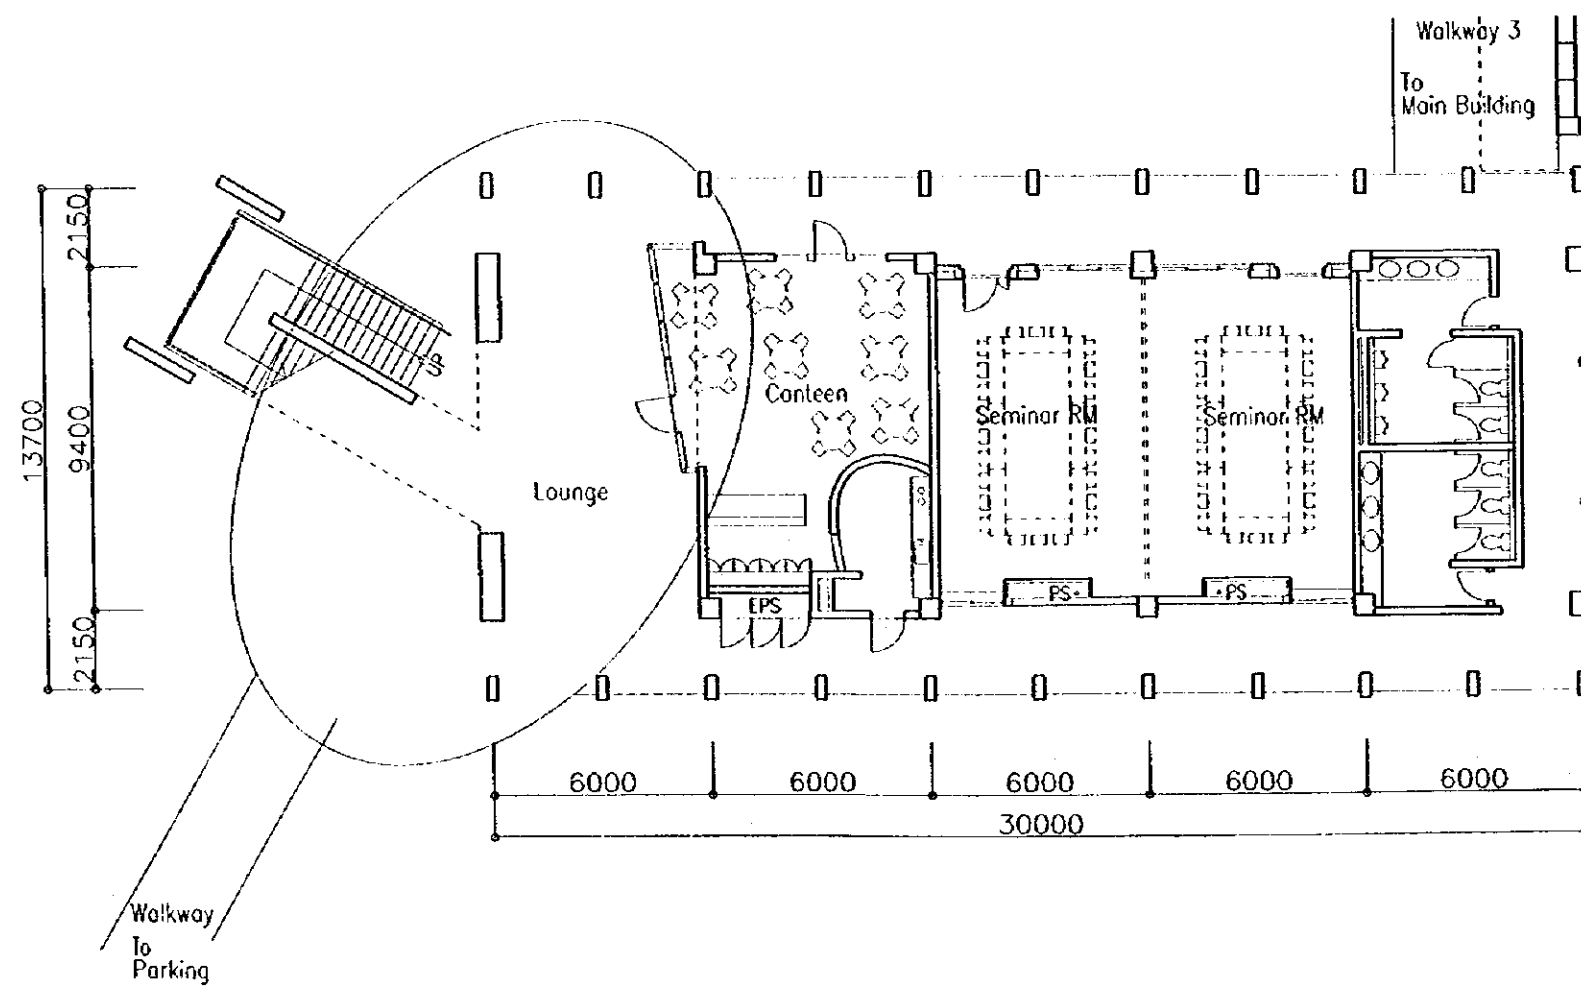 Walkway 3
To
Main Building
2150
9400
13700
2150
UP
Canteen
Seminar RM
Seminar RM
Lounge
EPS
PS
PS
6000
6000
6000
6000
6000
30000
Walkway
To
Parking